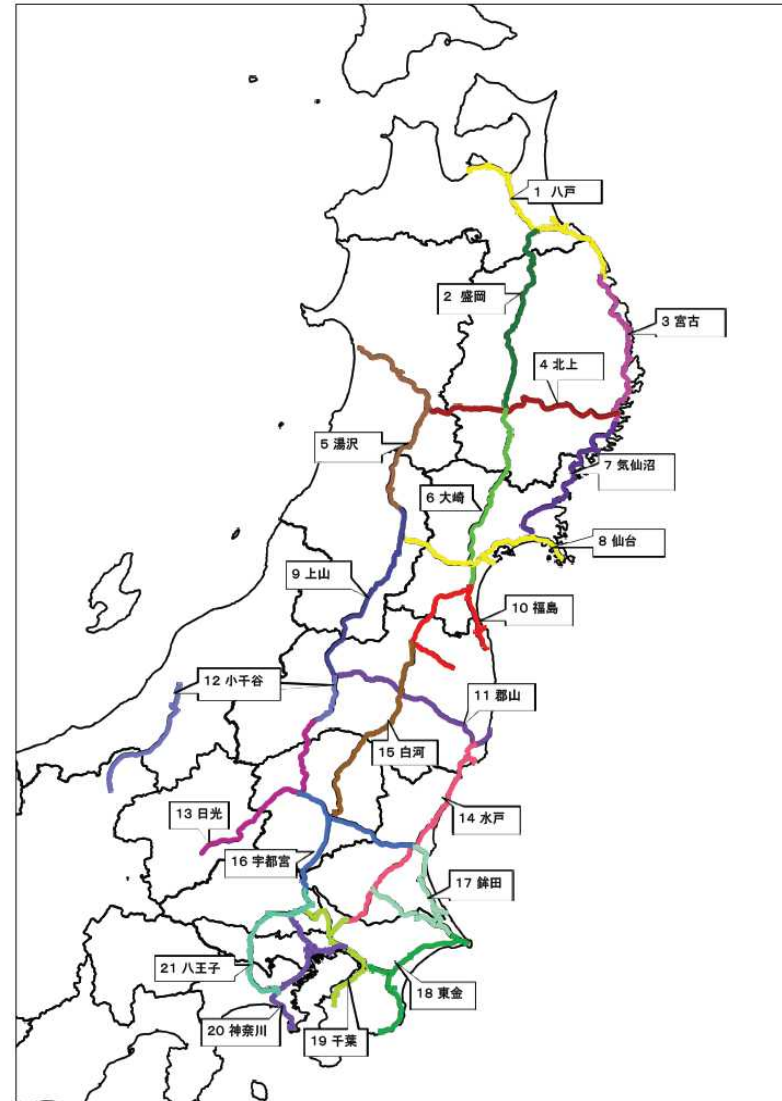 1 八戸
2 盛岡
3 宮古
4 北上
5 湯沢
6 大崎
7 気仙沼
8 仙台
9 上山
10 福島
11 郡山
12 小千谷
15 白河
13 日光
14 水戸
16 宇都宮
17 鉾田
21 八王子
18 東金
20 神奈川
19 千葉